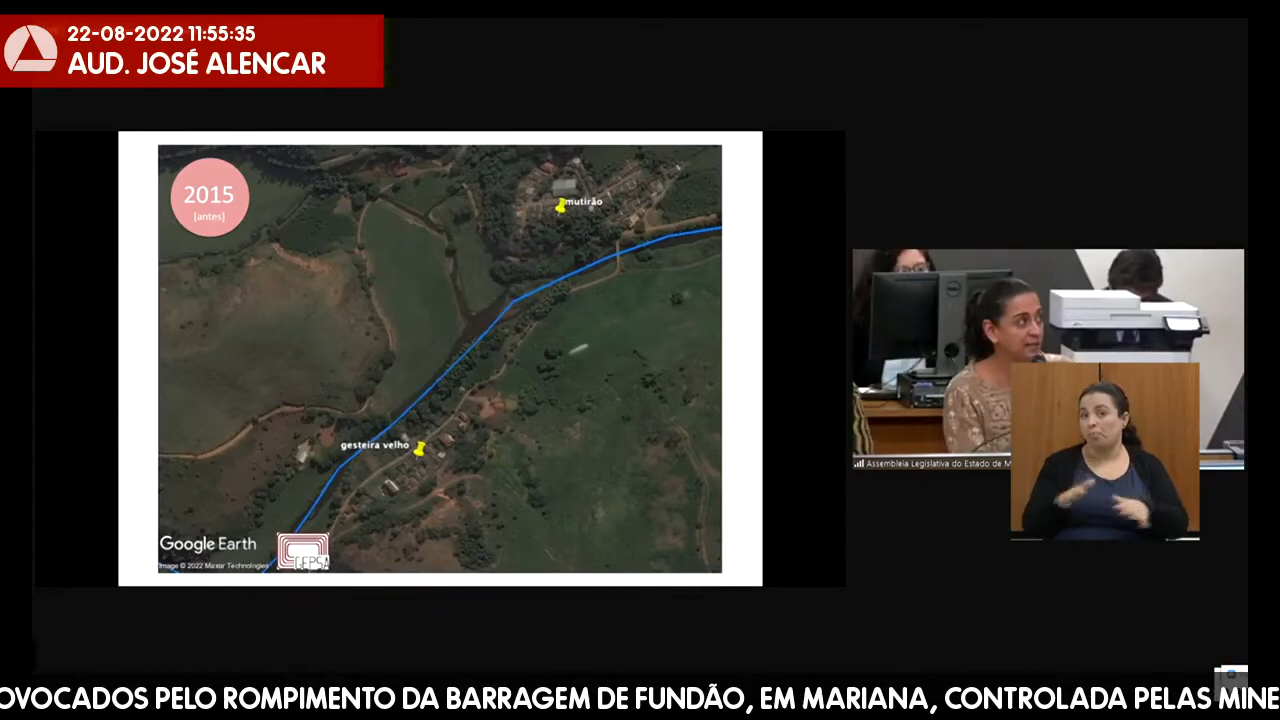 22-08-2022 11:55:35
AUD. JOSÉ ALENCAR
2015
[antes]
mutirão
gesteira velho
Google Earth
Image © 2022 Maxar Technologies
GEPSA
DELL
Assembleia Legislativa do Estado de M
OVOCADOS PELO ROMPIMENTO DA BARRAGEM DE FUNDÃO, EM MARIANA, CONTROLADA PELAS MINE